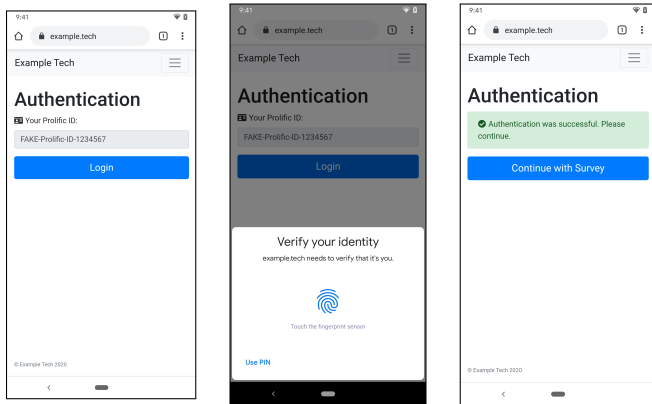 9:41
example.tech
1
Example Tech
Authentication
Your Prolific ID:
FAKE-Prolific-ID-1234567
Login
© Example Tech 2020
9:41
example.tech
1
Example Tech
Authentication
Your Prolific ID:
FAKE-Prolific-ID-1234567
Login
Verify your identity
example.tech needs to verify that it's you.
Touch the fingerprint sensor
Use PIN
9:41
example.tech
1
Example Tech
Authentication
Authentication was successful. Please
continue.
Continue with Survey
© Example Tech 2020